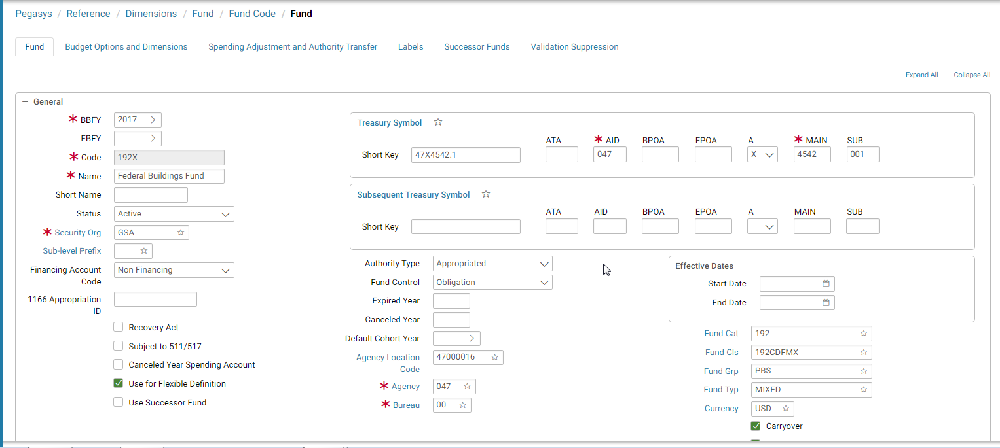 Pegasys / Reference / Dimensions / Fund / Fund Code / Fund
Fund Budget Options and Dimensions Spending Adjustment and Authority Transfer Labels Successor Funds Validation Suppression
Expand All Collapse All
General
* BBFY 2017
EBFY
* Code 192X
* Name Federal Buildings Fund
Short Name
Status Active
* Security Org GSA
Sub-level Prefix
Financing Account Code Non Financing
1166 Appropriation ID
Recovery Act
Subject to 511/517
Canceled Year Spending Account
Use for Flexible Definition
Use Successor Fund
Treasury Symbol
ATA * AID BPOA EPOA A * MAIN SUB
Short Key 47X4542.1 047 X 4542 001
Subsequent Treasury Symbol
ATA AID BPOA EPOA A MAIN SUB
Short Key
Authority Type Appropriated
Fund Control Obligation
Expired Year
Canceled Year
Default Cohort Year
Agency Location Code 47000016
* Agency 047
* Bureau 00
Effective Dates
Start Date
End Date
Fund Cat 192
Fund Cls 192CDFMX
Fund Grp PBS
Fund Typ MIXED
Currency USD
Carryover